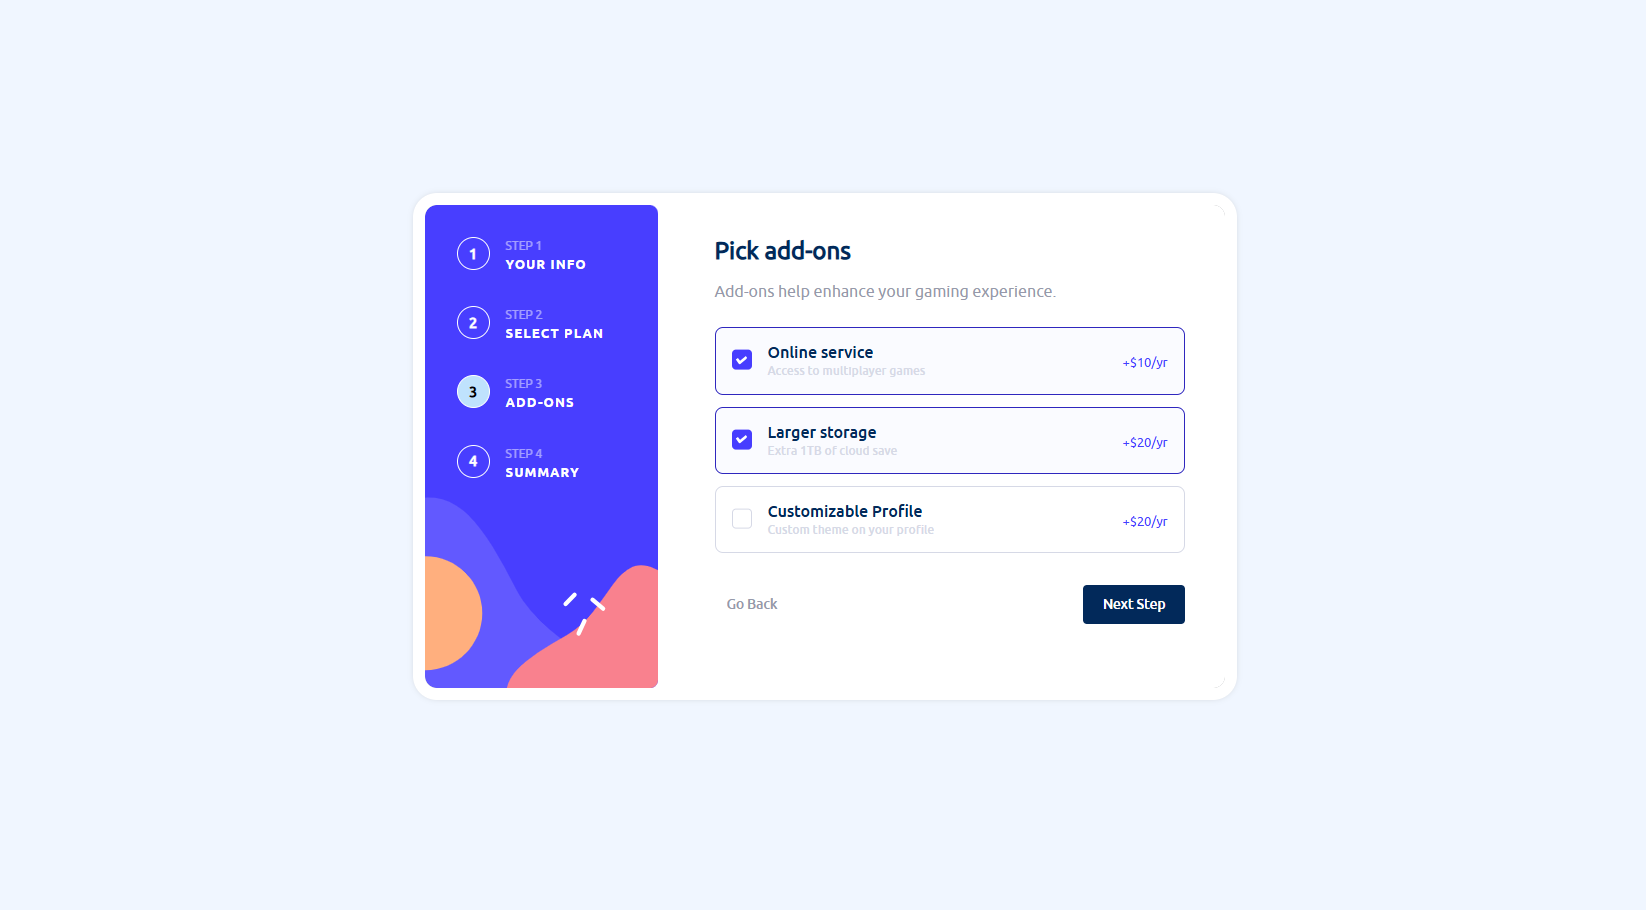 1
STEP 1
YOUR INFO
2
STEP 2
SELECT PLAN
3
STEP 3
ADD-ONS
4
STEP 4
SUMMARY
Pick add-ons
Add-ons help enhance your gaming experience.
Online service
Access to multiplayer games
+$10/yr
Larger storage
Extra 1TB of cloud save
+$20/yr
Customizable Profile
Custom theme on your profile
+$20/yr
Go Back
Next Step